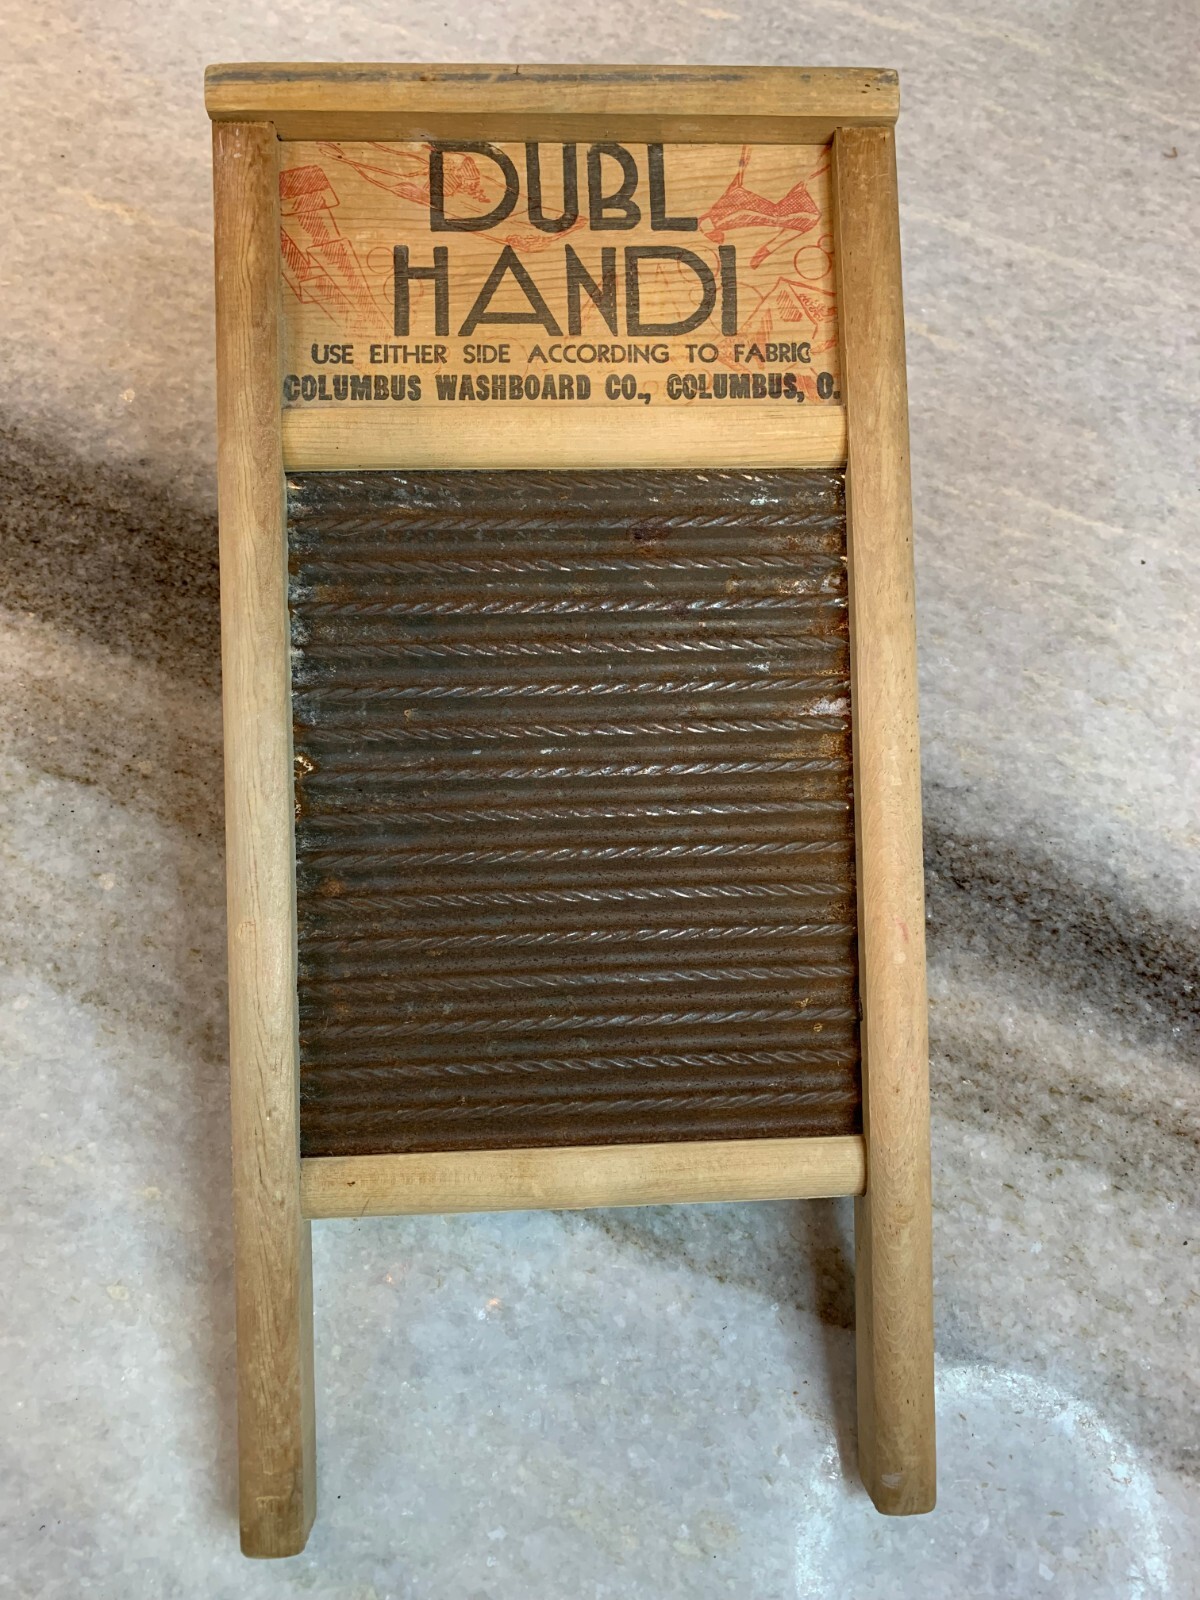 DUBL
HANDI
USE EITHER SIDE ACCORDING TO FABRIC
COLUMBUS WASHBOARD CO., COLUMBUS, O.